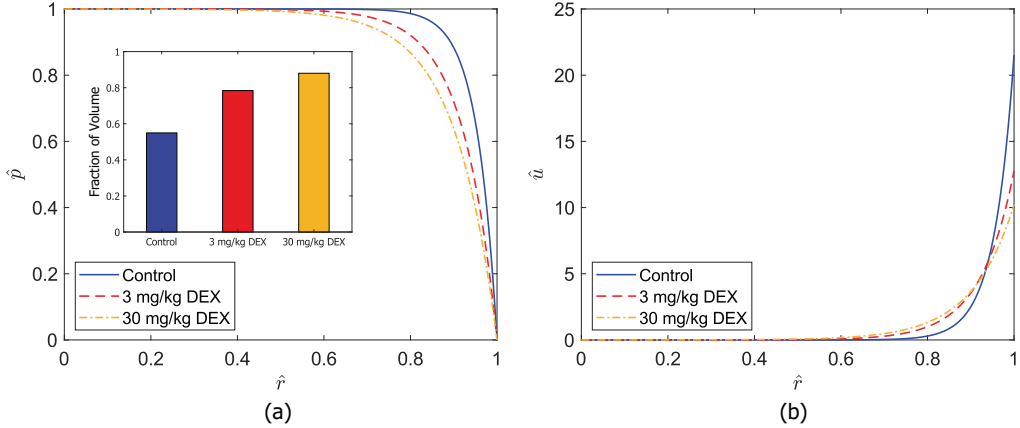 1
0.8
0.6
0.4
0.2
0
p̂
1
0.8
0.6
0.4
0.2
0
Fraction of Volume
Control
3 mg/kg DEX
30 mg/kg DEX
Control
3 mg/kg DEX
30 mg/kg DEX
0 0.2 0.4 0.6 0.8 1
r̂
(a)
25
20
15
10
5
0
û
Control
3 mg/kg DEX
30 mg/kg DEX
0 0.2 0.4 0.6 0.8 1
r̂
(b)